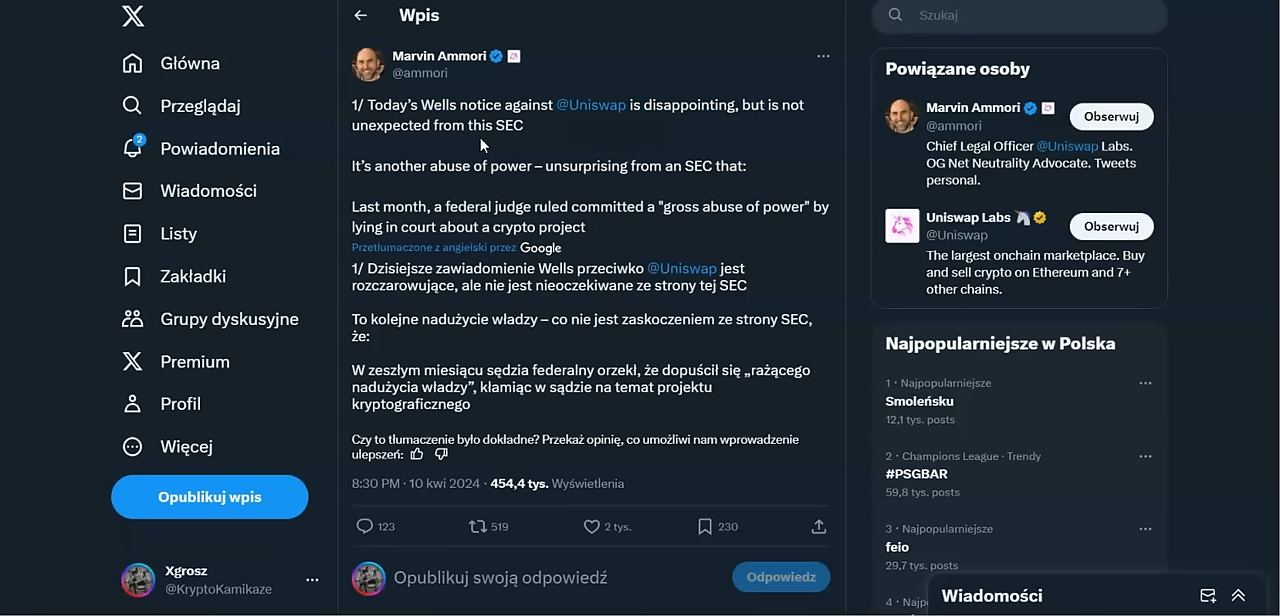 Główna
Przeglądaj
2
Powiadomienia
Wiadomości
Listy
Zakładki
Grupy dyskusyjne
Premium
Profil
Więcej
Opublikuj wpis
Xgrosz
@KryptoKamikaze
Wpis
Marvin Ammori
@ammori
1/ Today’s Wells notice against @Uniswap is disappointing, but is not
unexpected from this SEC
It’s another abuse of power – unsurprising from an SEC that:
Last month, a federal judge ruled committed a "gross abuse of power" by
lying in court about a crypto project
Przetłumaczone z angielski przez Google
1/ Dzisiejsze zawiadomienie Wells przeciwko @Uniswap jest
rozczarowujące, ale nie jest nieoczekiwane ze strony tej SEC
To kolejne nadużycie władzy – co nie jest zaskoczeniem ze strony SEC,
że:
W zeszłym miesiącu sędzia federalny orzekł, że dopuścił się „rażącego
nadużycia władzy”, kłamiąc w sądzie na temat projektu
kryptograficznego
Czy to tłumaczenie było dokładne? Przekaż opinię, co umożliwi nam wprowadzenie
ulepszeń:
8:30 PM · 10 kwi 2024 · 454,4 tys. Wyświetlenia
123 519 2 tys. 230
Opublikuj swoją odpowiedź
Odpowiedz
Szukaj
Powiązane osoby
Marvin Ammori
@ammori
Obserwuj
Chief Legal Officer @Uniswap Labs.
OG Net Neutrality Advocate. Tweets
personal.
Uniswap Labs
@Uniswap
Obserwuj
The largest onchain marketplace. Buy
and sell crypto on Ethereum and 7+
other chains.
Najpopularniejsze w Polska
1 · Najpopularniejsze
Smoleńsku
12,1 tys. posts
2 · Champions League · Trendy
#PSGBAR
59,8 tys. posts
3 · Najpopularniejsze
feio
29,7 tys. posts
4 · Najp
Wiadomości